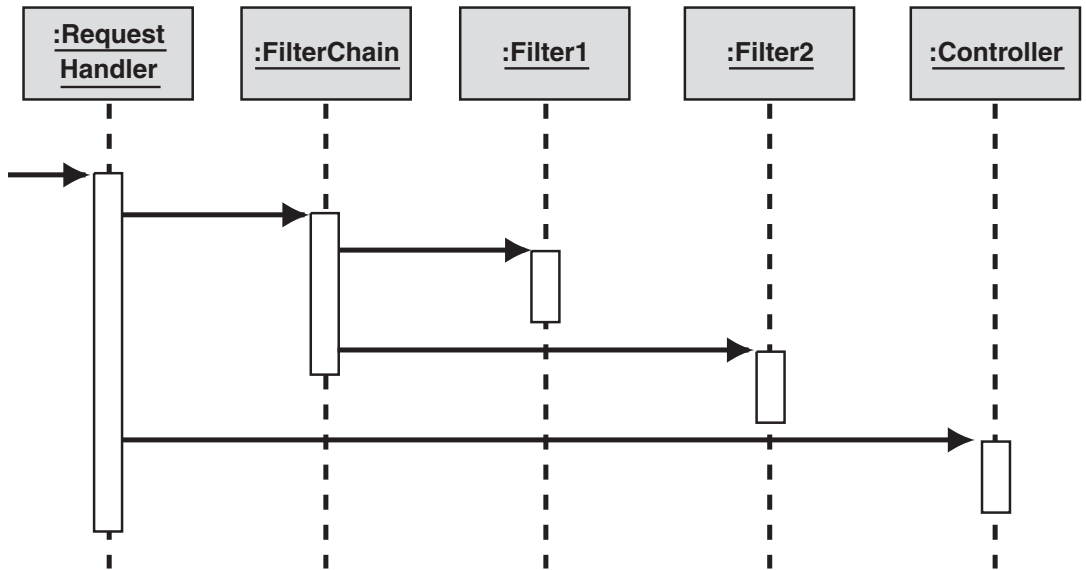 :Request
Handler
:FilterChain
:Filter1
:Filter2
:Controller